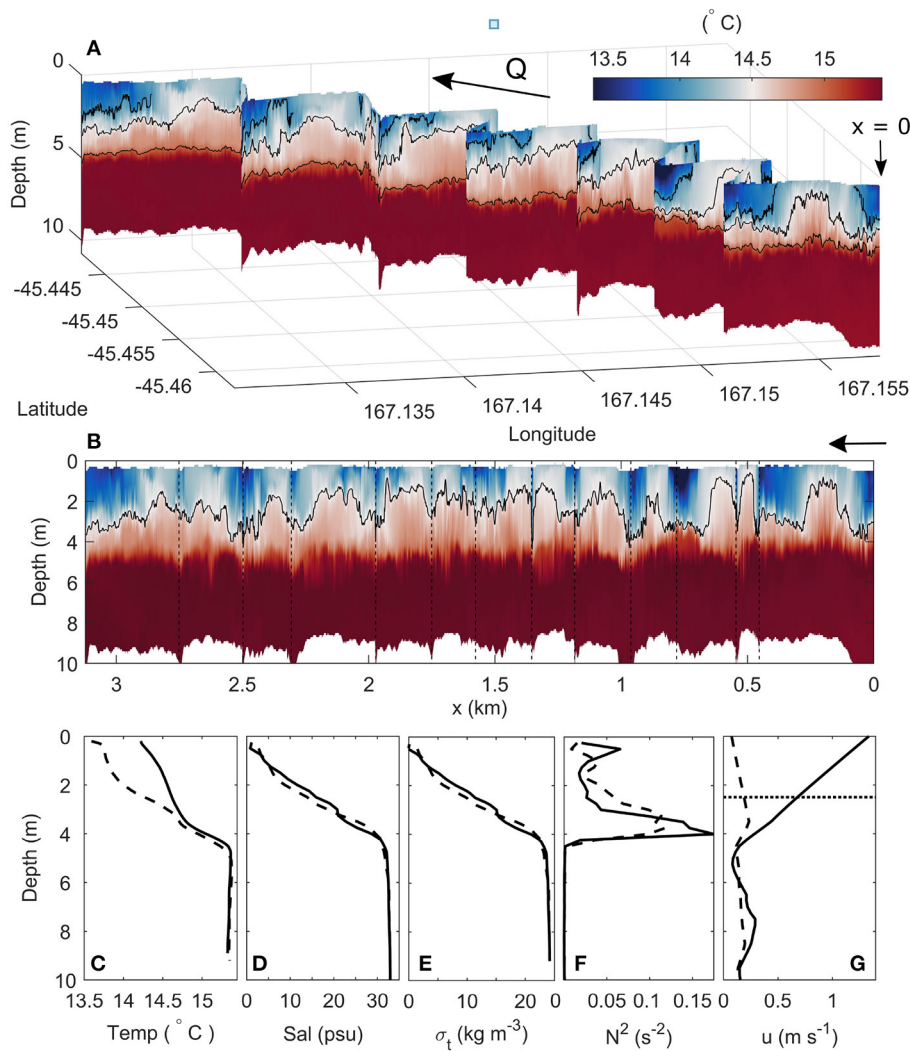 A
(°C)
13.5 14 14.5 15
Q
x = 0
0
5
10
Depth (m)
-45.445
-45.45
-45.455
-45.46
Latitude
167.135
167.14
167.145
167.15
167.155
Longitude
B
0
2
4
6
8
10
Depth (m)
3 2.5 2 1.5 1 0.5 0
x (km)
0
2
4
6
8
10
Depth (m)
C D E F G
13.5 14 14.5 15
Temp (°C)
0 10 20 30
Sal (psu)
0 10 20
σt (kg m-3)
0 0.05 0.1 0.15
N2 (s-2)
0 0.5 1
u (m s-1)